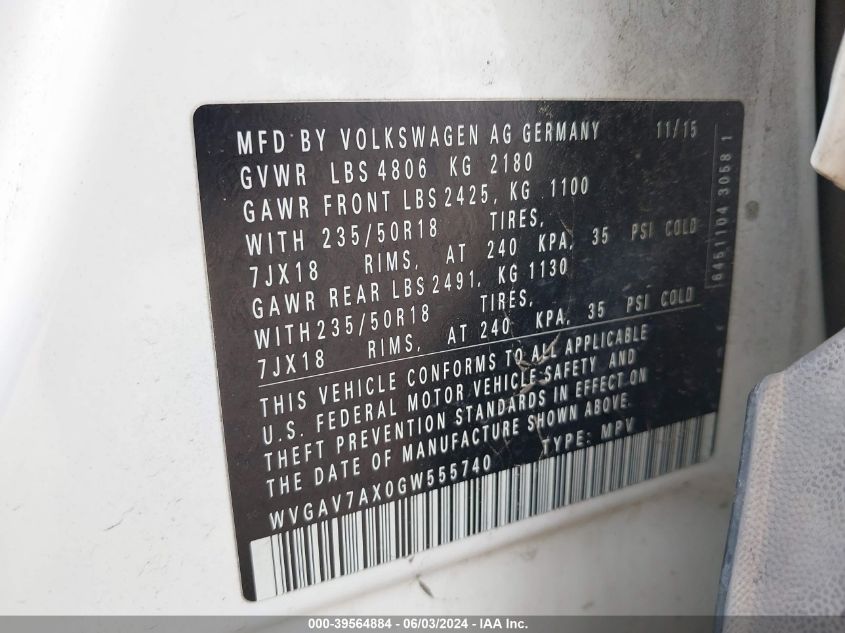 MFD BY VOLKSWAGEN AG GERMANY 11/15
GVWR LBS 4806 KG 2180
GAWR FRONT LBS 2425, KG 1100
WITH 235/50R18 TIRES,
7JX18 RIMS, AT 240 KPA, 35 PSI COLD
GAWR REAR LBS 2491, KG 1130
WITH 235/50R18 TIRES,
7JX18 RIMS, AT 240 KPA, 35 PSI COLD
THIS VEHICLE CONFORMS TO ALL APPLICABLE
U.S. FEDERAL MOTOR VEHICLE SAFETY AND
THEFT PREVENTION STANDARDS IN EFFECT ON
THE DATE OF MANUFACTURE SHOWN ABOVE.
WVGAV7AX0GW555740 TYPE: MPV
6451104 3058 1
000-39564884 - 06/03/2024 - IAA Inc.